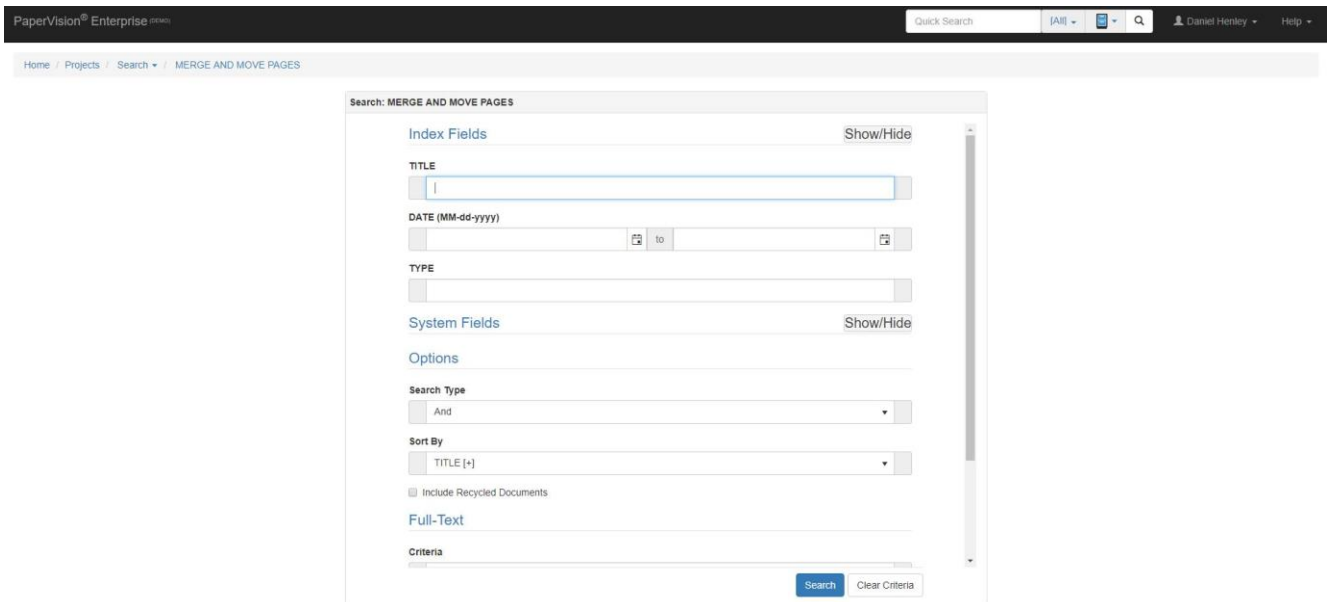 PaperVision® Enterprise (DEMO) Quick Search [All] Daniel Henley Help
Home / Projects / Search / MERGE AND MOVE PAGES
Search: MERGE AND MOVE PAGES
Index Fields Show/Hide
TITLE
DATE (MM-dd-yyyy)
to
TYPE
System Fields Show/Hide
Options
Search Type
And
Sort By
TITLE [+]
Include Recycled Documents
Full-Text
Criteria
Search Clear Criteria